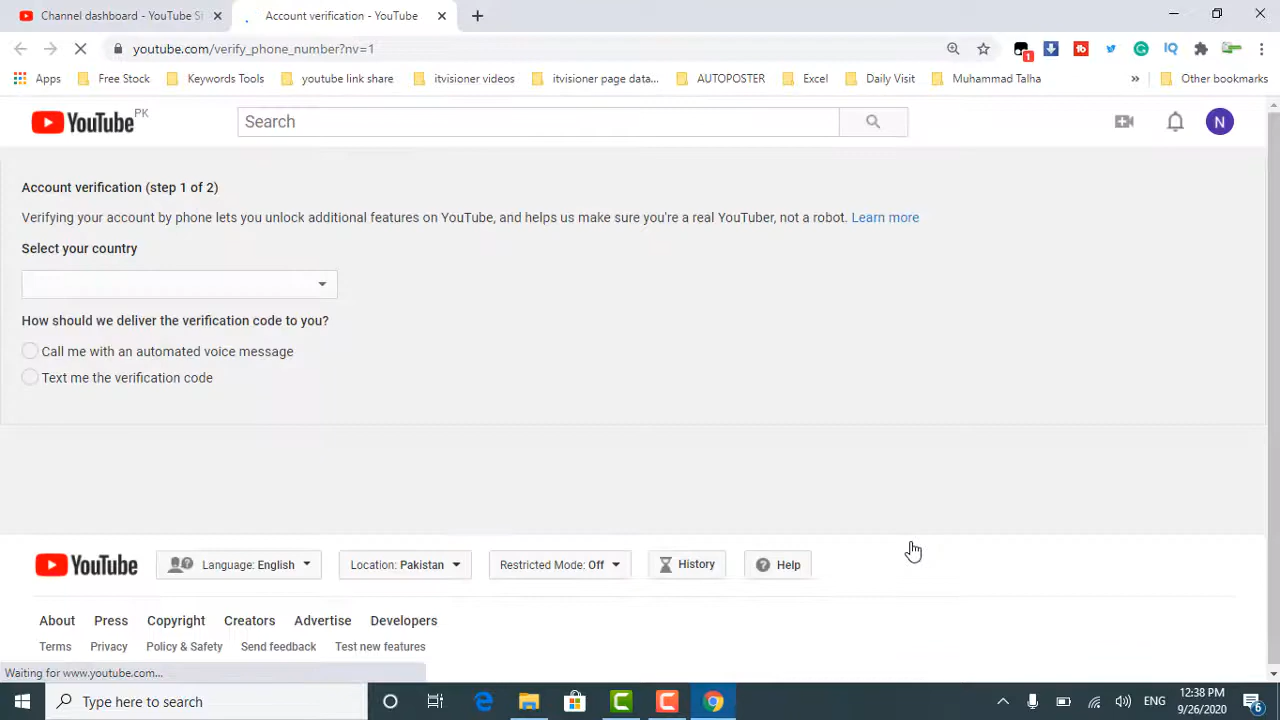 Channel dashboard - YouTube St
Account verification - YouTube
youtube.com/verify_phone_number?nv=1
1
IQ
Apps
Free Stock
Keywords Tools
youtube link share
itvisioner videos
itvisioner page data...
AUTOPOSTER
Excel
Daily Visit
Muhammad Talha
»
Other bookmarks
YouTube PK
Search
N
Account verification (step 1 of 2)
Verifying your account by phone lets you unlock additional features on YouTube, and helps us make sure you're a real YouTuber, not a robot. Learn more
Select your country
How should we deliver the verification code to you?
Call me with an automated voice message
Text me the verification code
YouTube
Language: English
Location: Pakistan
Restricted Mode: Off
History
Help
About
Press
Copyright
Creators
Advertise
Developers
Terms
Privacy
Policy & Safety
Send feedback
Test new features
Waiting for www.youtube.com...
Type here to search
ENG
12:38 PM
9/26/2020
6